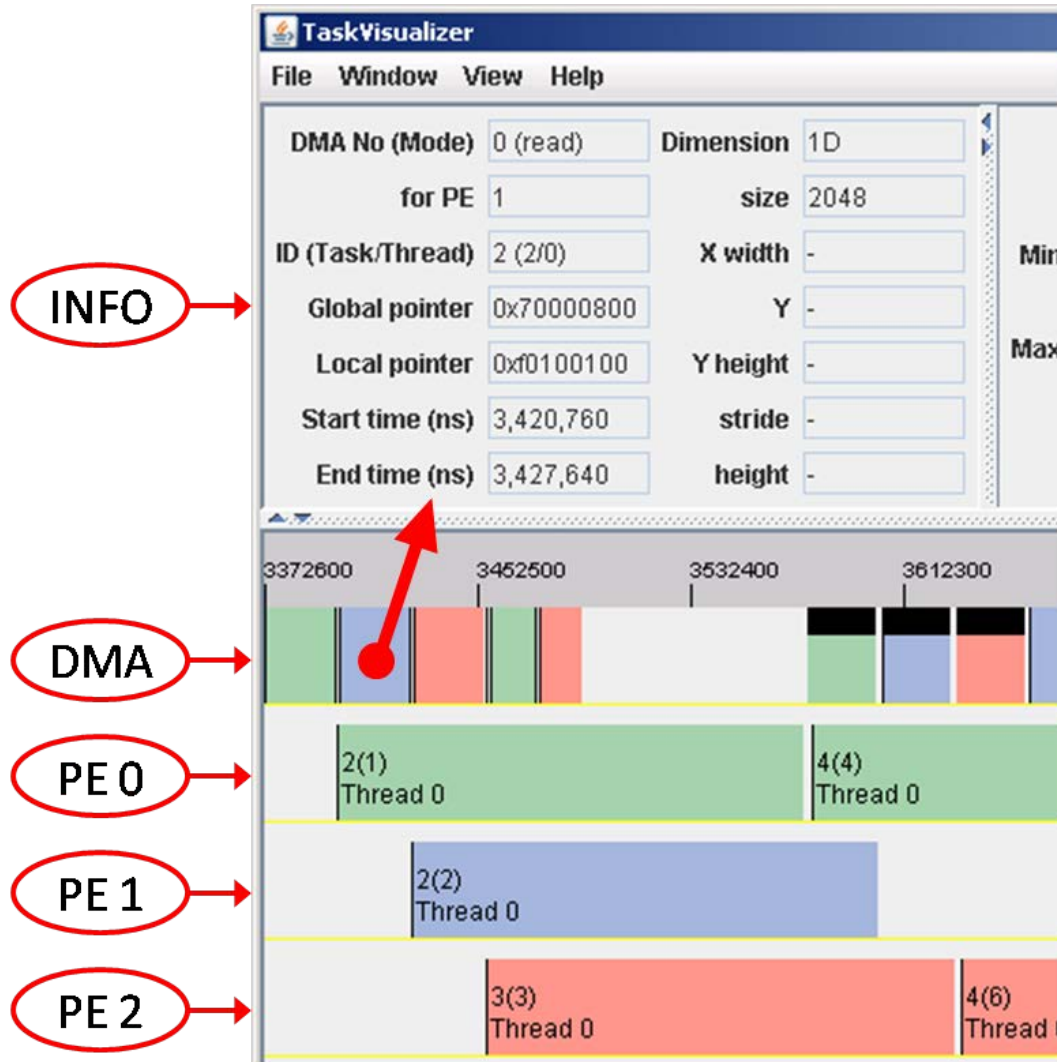 TaskVisualizer
File Window View Help
DMA No (Mode) 0 (read) Dimension 1D
for PE 1 size 2048
ID (Task/Thread) 2 (2/0) X width -
Global pointer 0x70000800 Y -
Local pointer 0xf0100100 Y height -
Start time (ns) 3,420,760 stride -
End time (ns) 3,427,640 height -
Min
Max
INFO
3372600 3452500 3532400 3612300
DMA
PE 0
2(1)
Thread 0
4(4)
Thread 0
PE 1
2(2)
Thread 0
PE 2
3(3)
Thread 0
4(6)
Thread